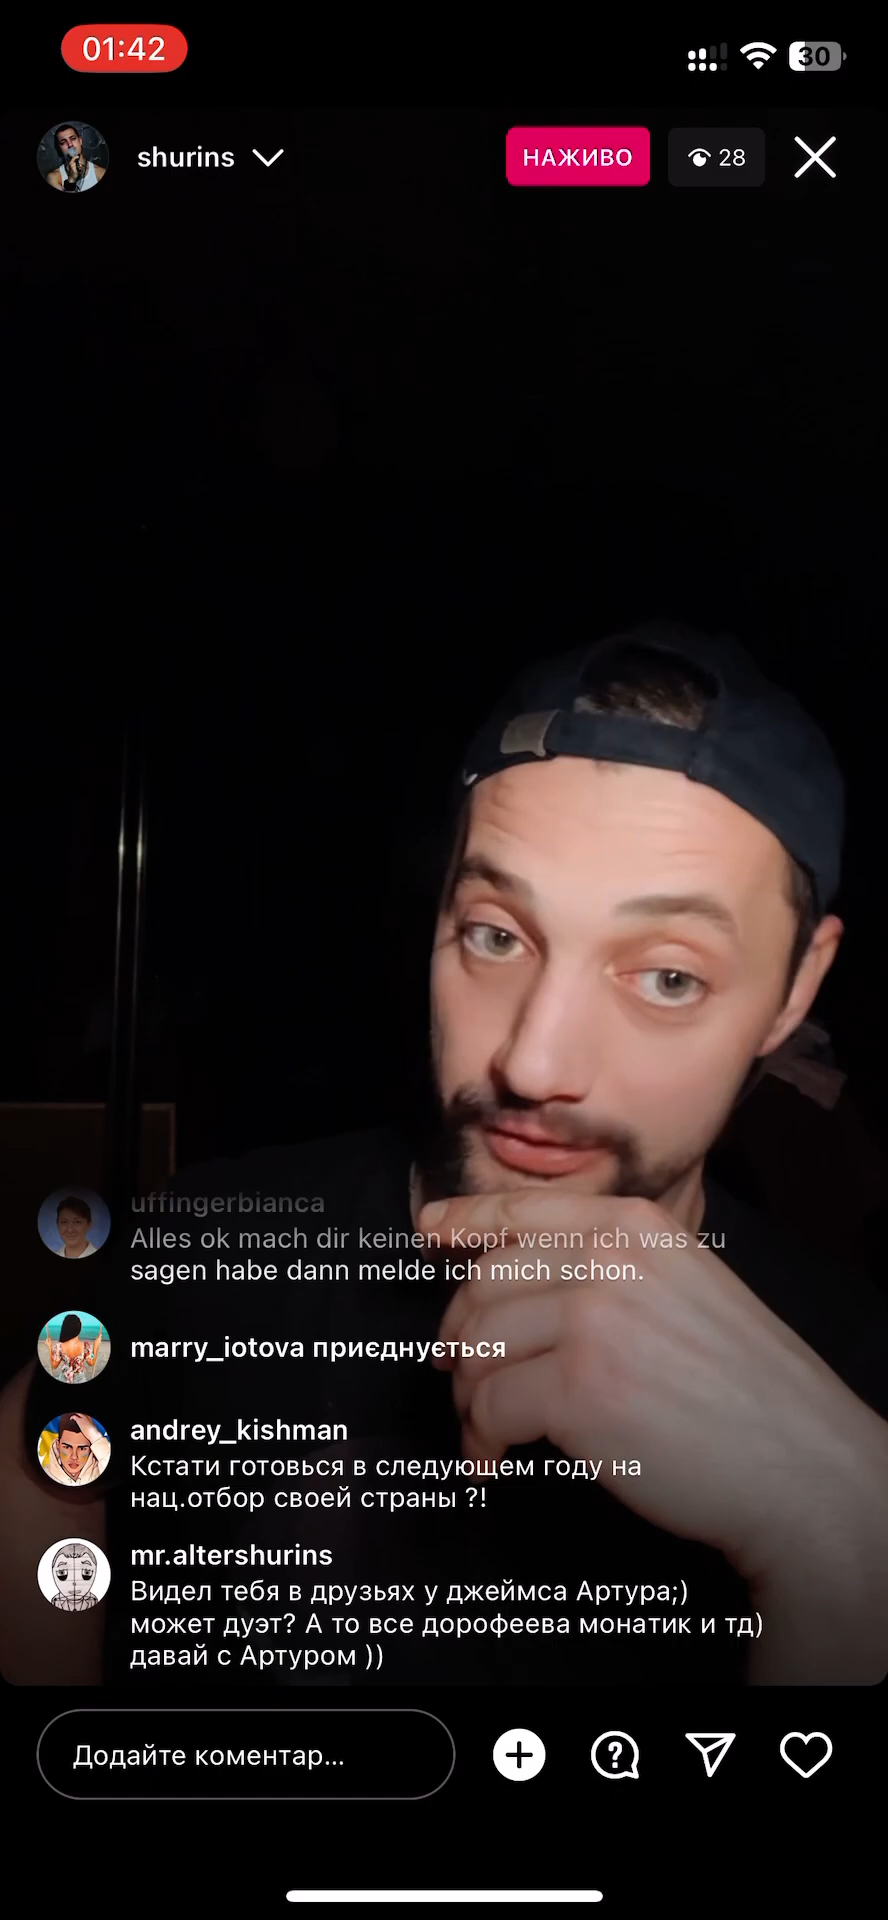 01:42
30
shurins
НАЖИВО
28
uffingerbianca
Alles ok mach dir keinen Kopf wenn ich was zu
sagen habe dann melde ich mich schon.
marry_iotova приєднується
andrey_kishman
Кстати готовься в следующем году на
нац.отбор своей страны ?!
mr.altershurins
Видел тебя в друзьях у джеймса Артура;)
может дуэт? А то все дорофеева монатик и тд)
давай с Артуром ))
Додайте коментар...